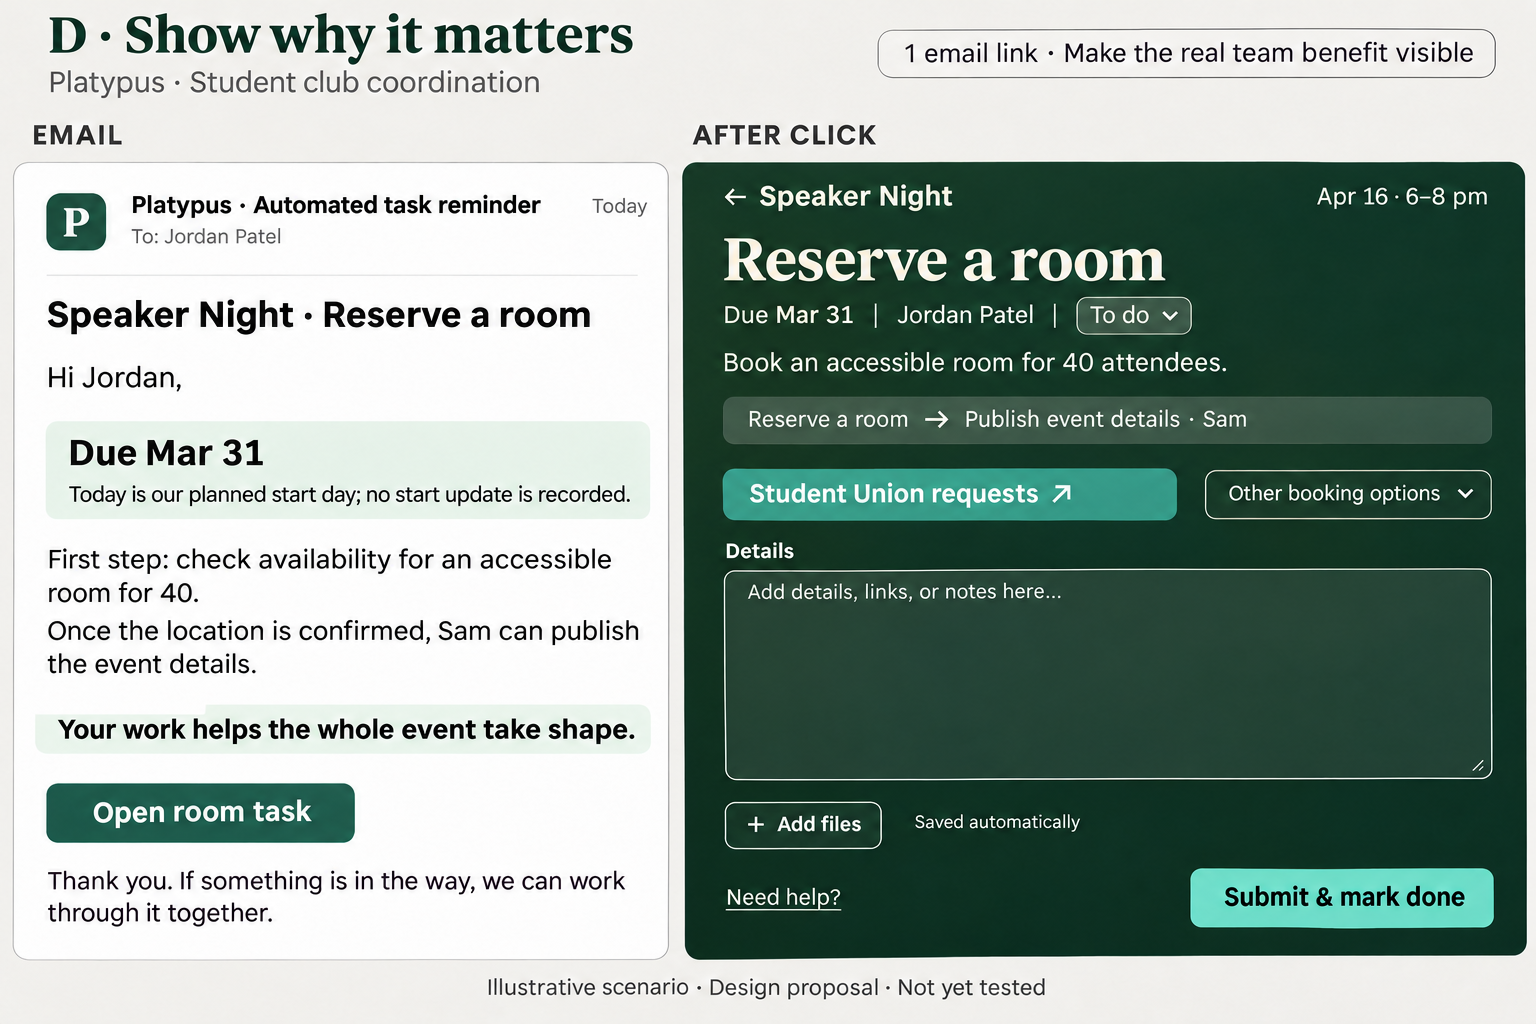 D · Show why it matters
Platypus · Student club coordination
1 email link · Make the real team benefit visible
EMAIL
P
Platypus · Automated task reminder
Today
To: Jordan Patel
Speaker Night · Reserve a room
Hi Jordan,
Due Mar 31
Today is our planned start day; no start update is recorded.
First step: check availability for an accessible
room for 40.
Once the location is confirmed, Sam can publish
the event details.
Your work helps the whole event take shape.
Open room task
Thank you. If something is in the way, we can work
through it together.
AFTER CLICK
← Speaker Night
Apr 16 · 6–8 pm
Reserve a room
Due Mar 31 | Jordan Patel | To do
Book an accessible room for 40 attendees.
Reserve a room → Publish event details · Sam
Student Union requests ↗
Other booking options
Details
Add details, links, or notes here...
+ Add files
Saved automatically
Need help?
Submit & mark done
Illustrative scenario · Design proposal · Not yet tested